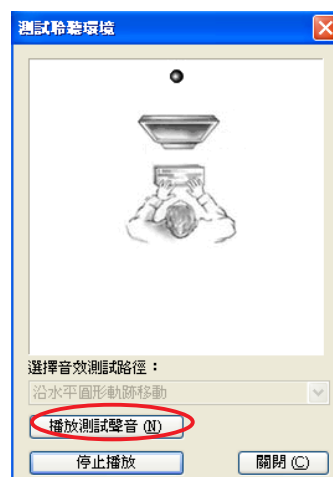 測試聆聽環境
選擇音效測試路徑：
沿水平圓形軌跡移動
播放測試聲音 (N)
停止播放
關閉 (C)